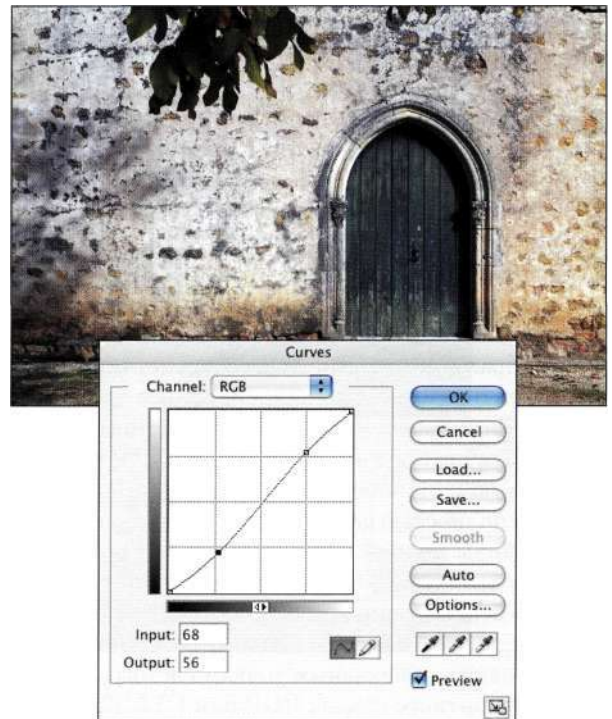 Curves
Channel: RGB
OK
Cancel
Load...
Save...
Smooth
Auto
Options...
Input: 68
Output: 56
Preview